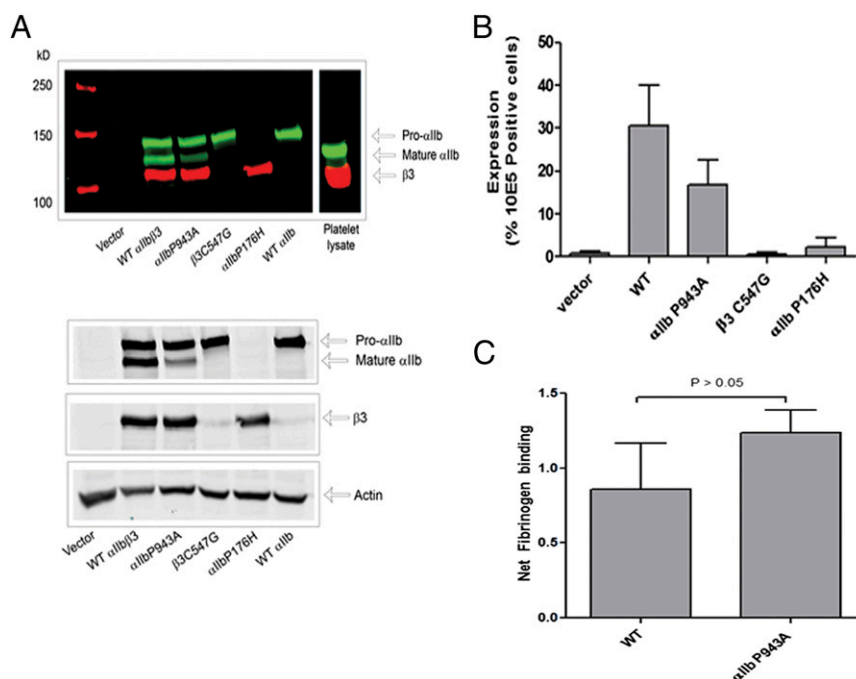 A
kD
250
150
100
Pro-αIIb
Mature αIIb
β3
Vector
WT αIIbβ3
αIIbP943A
β3C547G
αIIbP176H
WT αIIb
Platelet
lysate
Pro-αIIb
Mature αIIb
β3
Actin
Vector
WT αIIbβ3
αIIbP943A
β3C547G
αIIbP176H
WT αIIb
B
Expression
(% 10E5 Positive cells)
50
40
30
20
10
0
vector
WT
αIIb P943A
β3 C547G
αIIb P176H
C
P > 0.05
Net Fibrinogen binding
1.5
1.0
0.5
0.0
WT
αIIb P943A